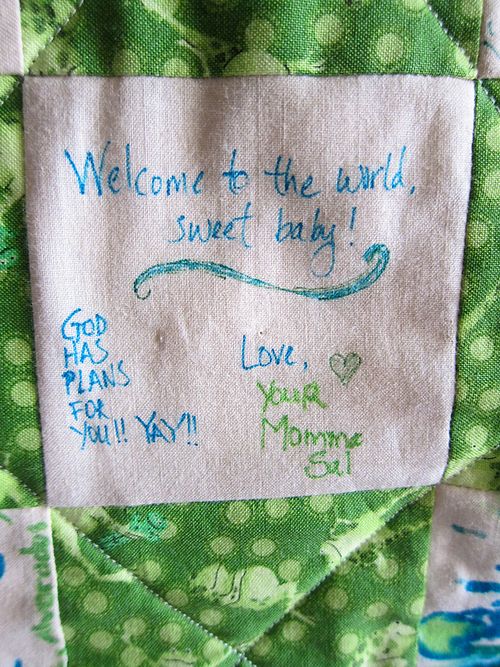 Welcome to the world,
sweet baby!
GOD
HAS
PLANS
FOR
YOU!! YAY!!
Love,
Your
Momma
Sal